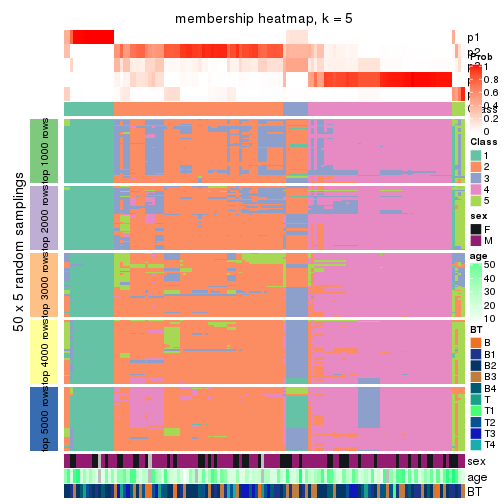 membership heatmap, k = 5
p1
p2
Prob
1
0.8
0.6
0.4
0.2
0
Class
1
2
3
4
5
sex
F
M
age
50
40
30
20
10
BT
B
B1
B2
B3
B4
T
T1
T2
T3
T4
50 x 5 random samplings
top 1000 rows
top 2000 rows
top 3000 rows
top 4000 rows
top 5000 rows
sex
age
BT